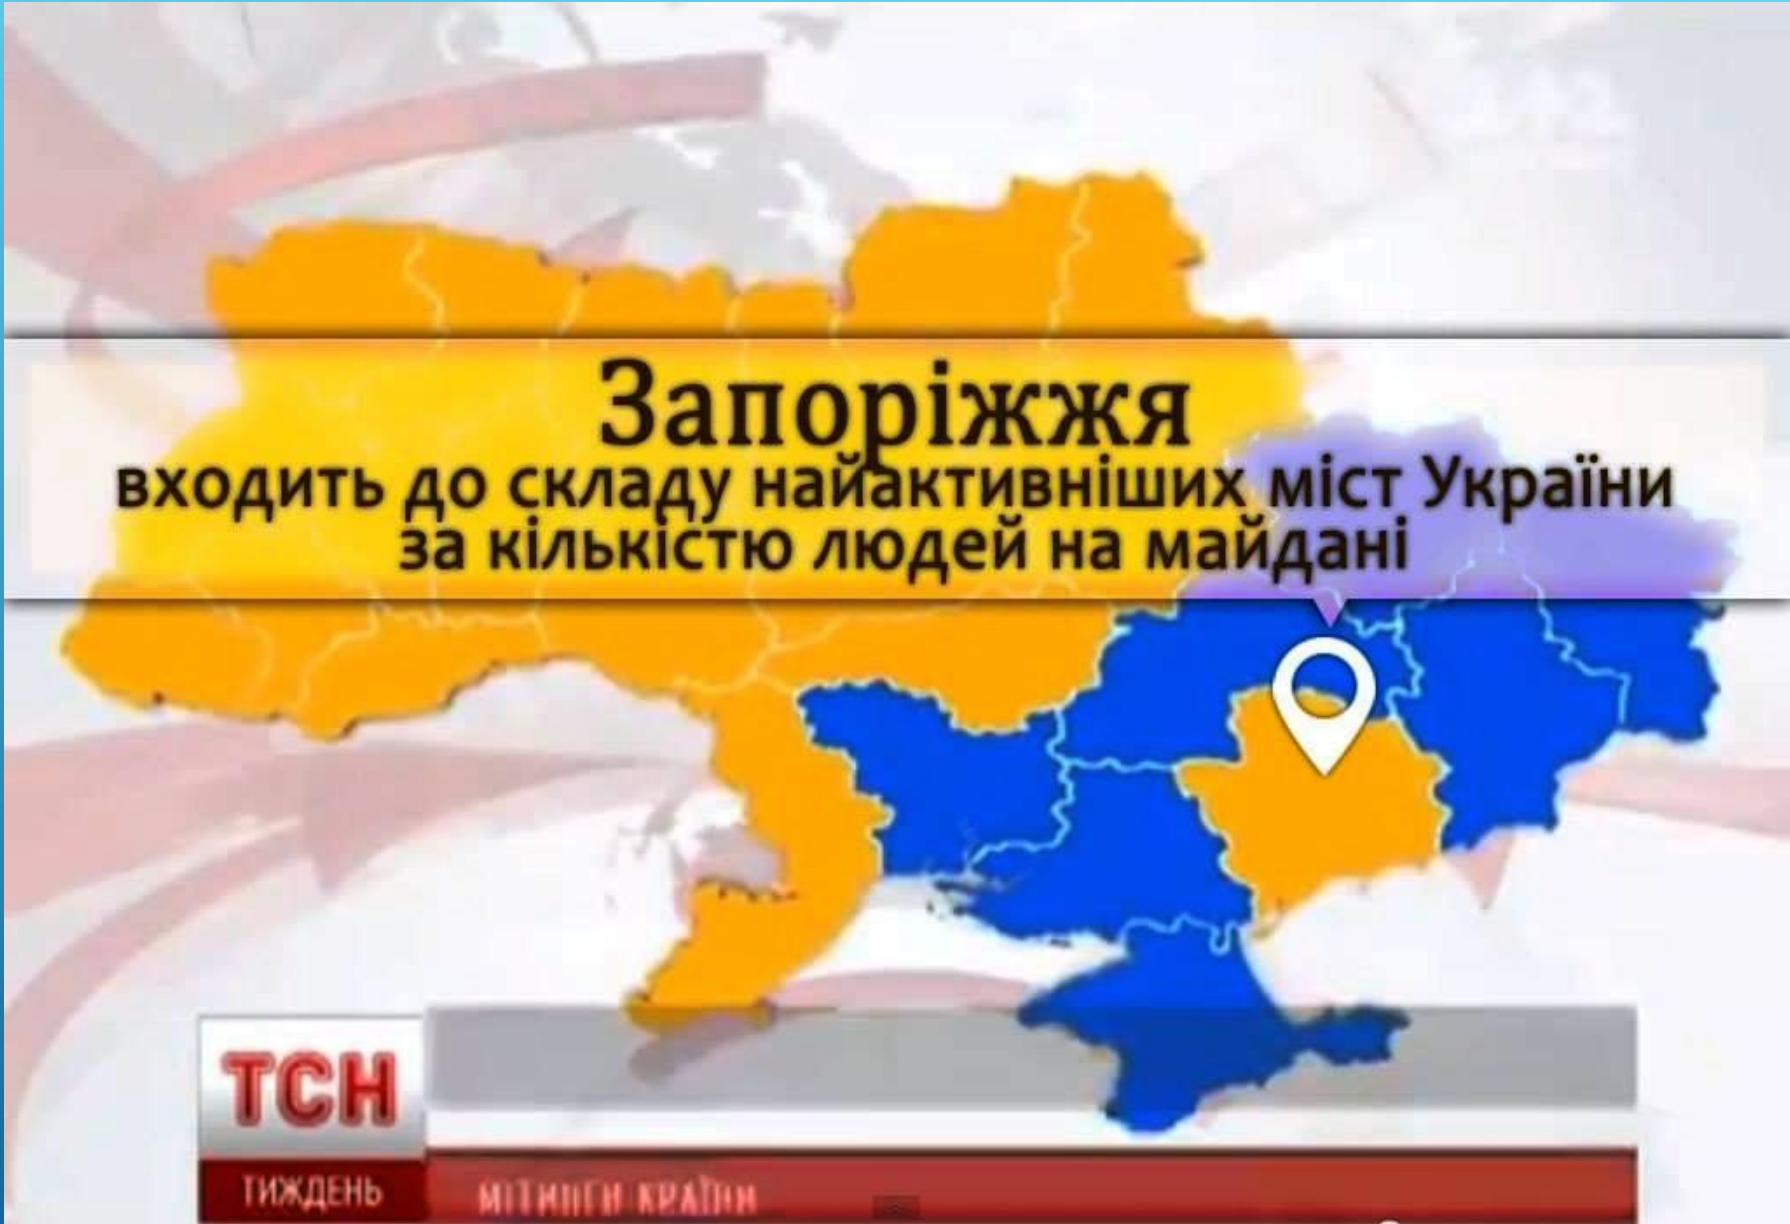 Запоріжжя
входить до складу найактивніших міст України
за кількістю людей на майдані
ТСН
ТИЖДЕНЬ
МІТИНГИ КРАЇНИ